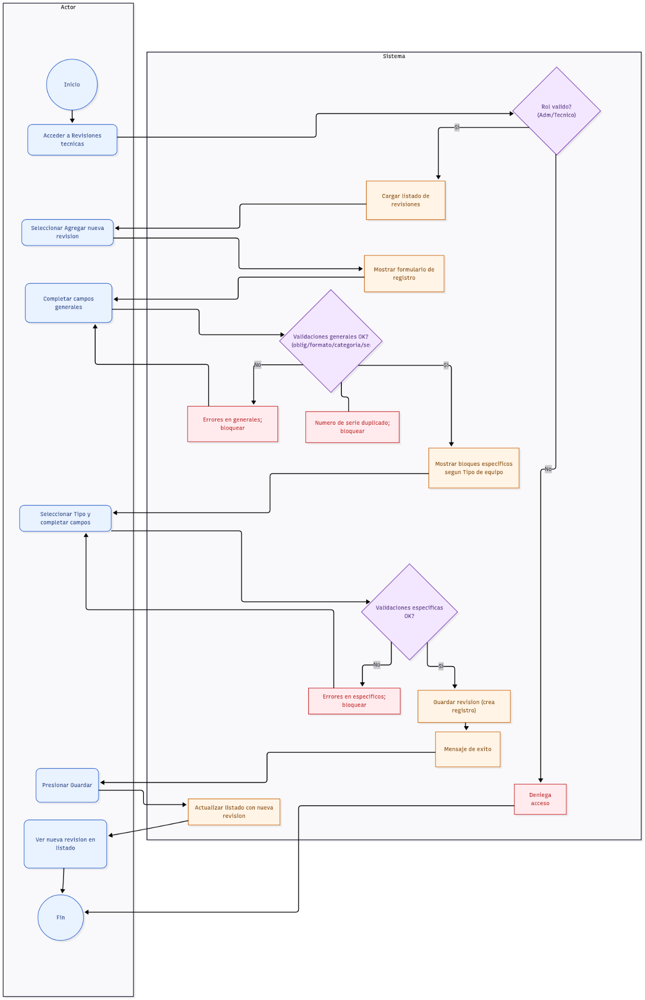 Actor
Sistema
Inicio
Rol valido?
(Adm/Tecnico)
Si
Acceder a Revisiones
tecnicas
Cargar listado de
revisiones
Seleccionar Agregar nueva
revision
Mostrar formulario de
registro
Completar campos
generales
Validaciones generales OK?
(oblig/formato/categoria/se
No
Si
Errores en generales;
bloquear
Numero de serie duplicado;
bloquear
Mostrar bloques especificos
segun Tipo de equipo
No
Seleccionar Tipo y
completar campos
Validaciones especificas
OK?
No
Si
Errores en especificos;
bloquear
Guardar revision (crea
registro)
Mensaje de exito
Presionar Guardar
Deniega
acceso
Actualizar listado con nueva
revision
Ver nueva revision en
listado
Fin